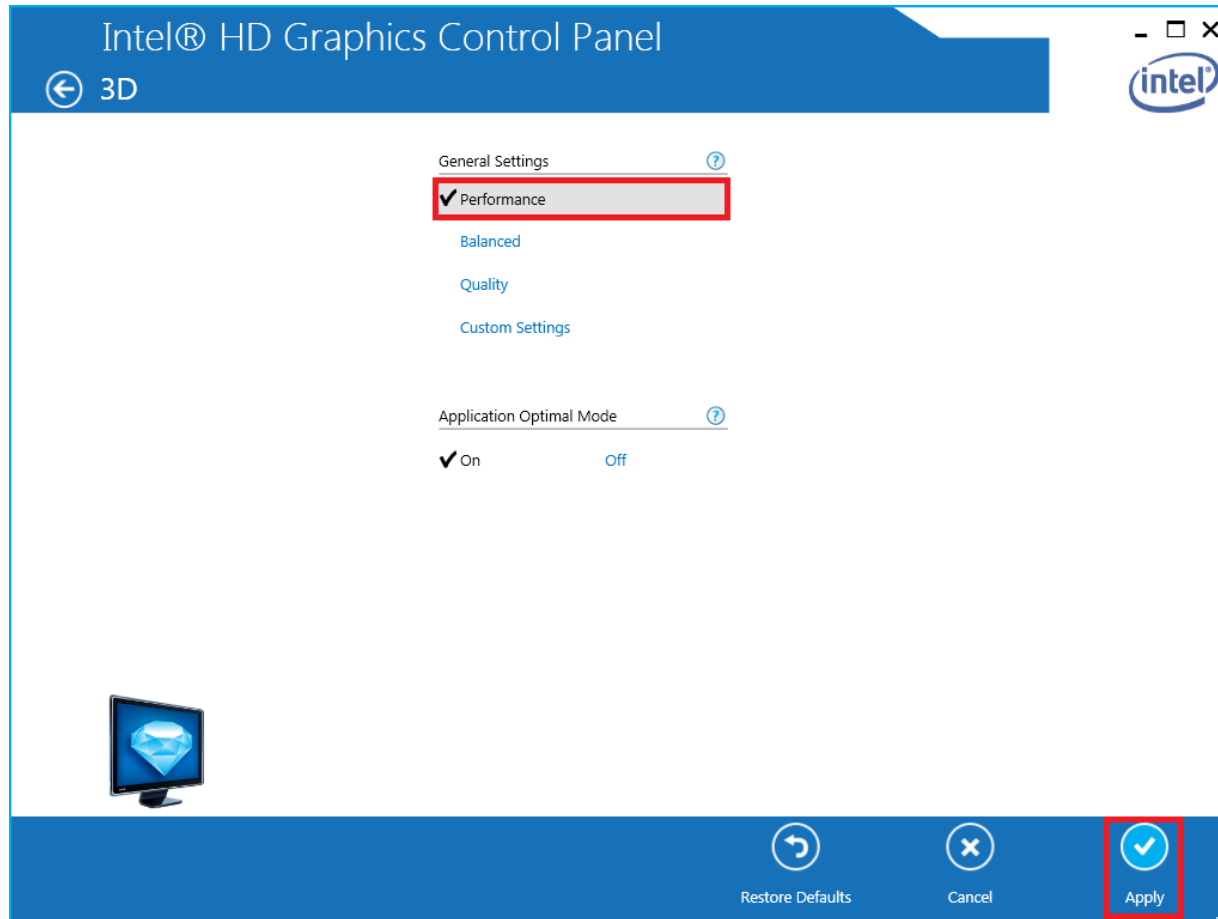 Intel® HD Graphics Control Panel
3D
intel®
General Settings ?
Performance
Balanced
Quality
Custom Settings
Application Optimal Mode ?
On Off
Restore Defaults Cancel Apply